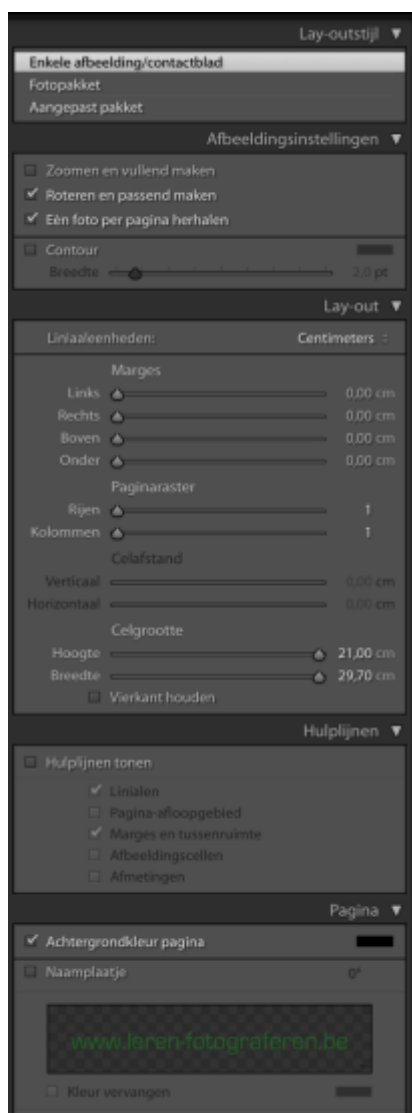 Lay-outstijl ▼
Enkele afbeelding/contactblad
Fotopakket
Aangepast pakket
Afbeeldingsinstellingen ▼
Zoomen en vullend maken
Roteren en passend maken
Eèn foto per pagina herhalen
Contour
Breedte 2,0 pt
Lay-out ▼
Liniaaleenheden: Centimeters
Marges
Links 0,00 cm
Rechts 0,00 cm
Boven 0,00 cm
Onder 0,00 cm
Paginaraster
Rijen 1
Kolommen 1
Celafstand
Verticaal 0,00 cm
Horizontaal 0,00 cm
Celgrootte
Hoogte 21,00 cm
Breedte 29,70 cm
Vierkant houden
Hulplijnen ▼
Hulplijnen tonen
Linialen
Pagina-afloopgebied
Marges en tussenruimte
Afbeeldingscellen
Afmetingen
Pagina ▼
Achtergrondkleur pagina
Naamplaatje 0°
www.leren-fotograferen.be
Kleur vervangen